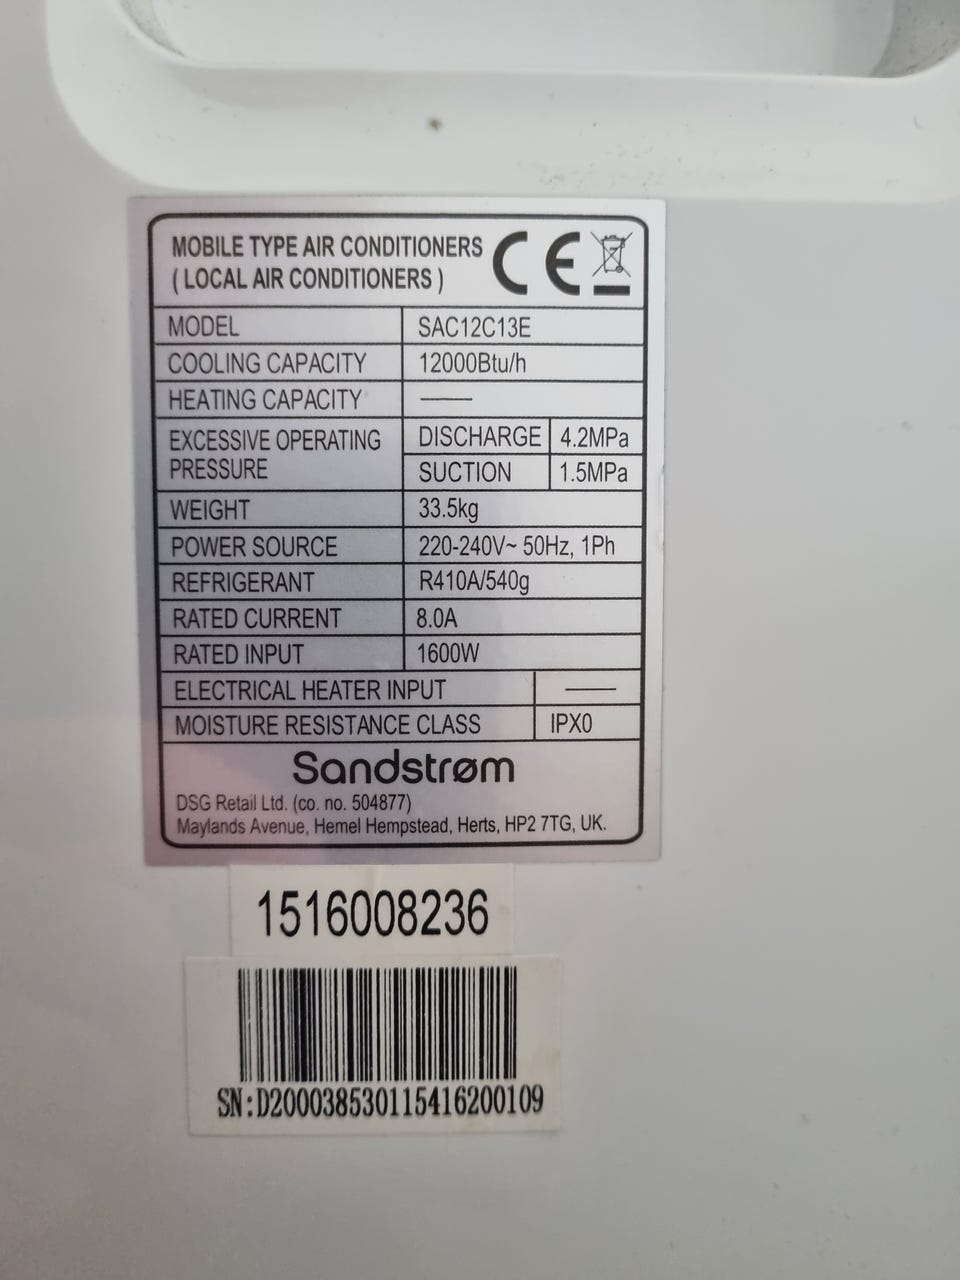 MOBILE TYPE AIR CONDITIONERS
( LOCAL AIR CONDITIONERS )
CE
MODEL SAC12C13E
COOLING CAPACITY 12000Btu/h
HEATING CAPACITY ——
EXCESSIVE OPERATING PRESSURE DISCHARGE 4.2MPa
SUCTION 1.5MPa
WEIGHT 33.5kg
POWER SOURCE 220-240V~ 50Hz, 1Ph
REFRIGERANT R410A/540g
RATED CURRENT 8.0A
RATED INPUT 1600W
ELECTRICAL HEATER INPUT ——
MOISTURE RESISTANCE CLASS IPX0
Sandstrøm
DSG Retail Ltd. (co. no. 504877)
Maylands Avenue, Hemel Hempstead, Herts, HP2 7TG, UK.
1516008236
SN:D200038530115416200109